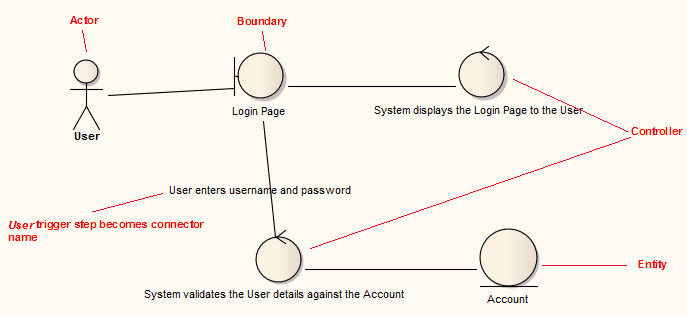 Actor
Boundary
Login Page
System displays the Login Page to the User
User
Controller
User enters username and password
User trigger step becomes connector
name
System validates the User details against the Account
Account
Entity